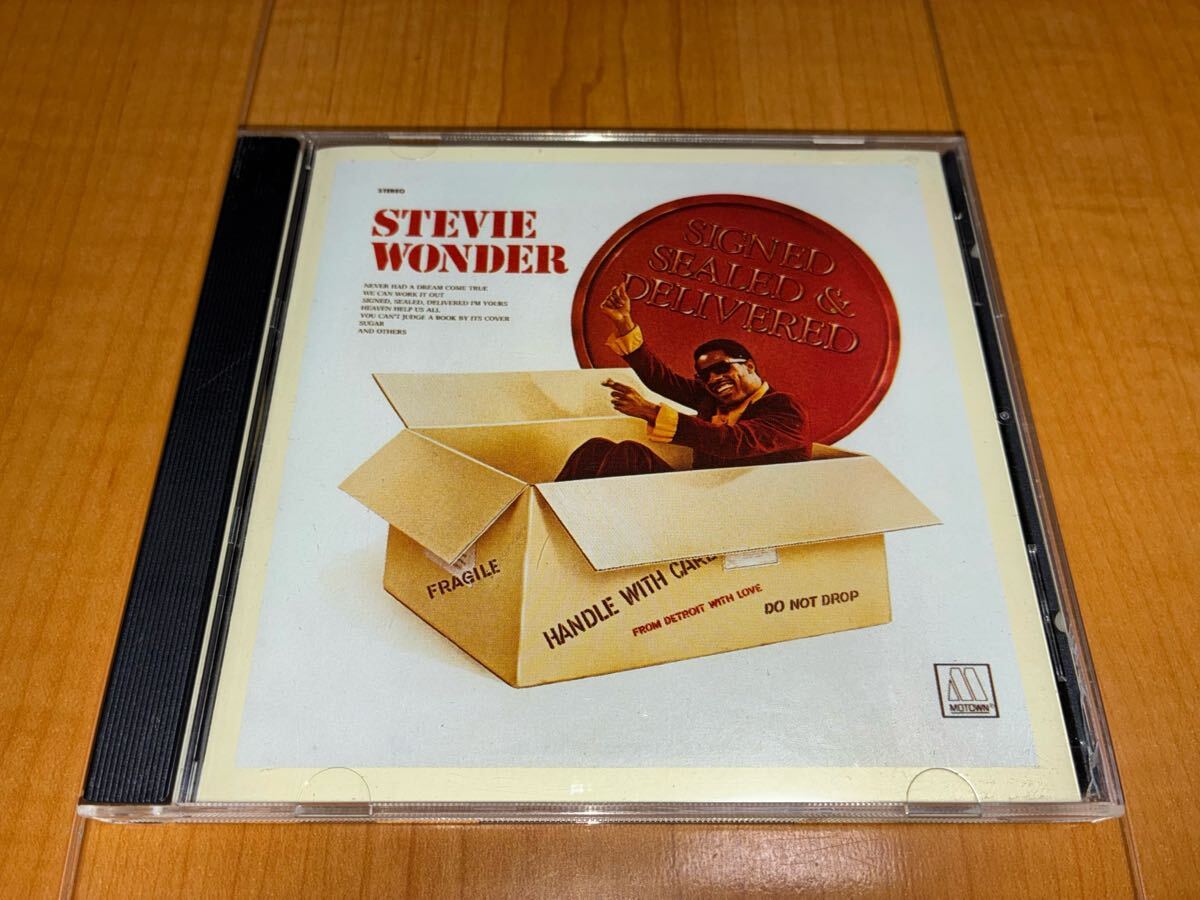 STEREO
STEVIE
WONDER
NEVER HAD A DREAM COME TRUE
WE CAN WORK IT OUT
SIGNED, SEALED, DELIVERED I'M YOURS
HEAVEN HELP US ALL
YOU CAN'T JUDGE A BOOK BY ITS COVER
SUGAR
AND OTHERS
SIGNED
SEALED &
DELIVERED
FRAGILE
HANDLE WITH CARE
FROM DETROIT WITH LOVE
DO NOT DROP
MOTOWN®